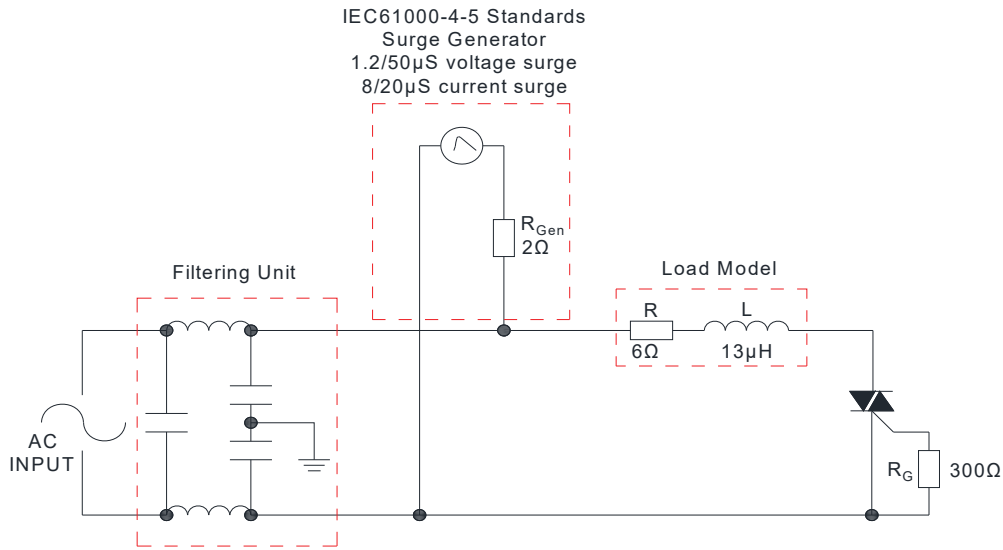 IEC61000-4-5 Standards
Surge Generator
1.2/50µS voltage surge
8/20µS current surge
RGen
2Ω
Filtering Unit
Load Model
R
L
6Ω
13µH
AC
INPUT
RG
300Ω